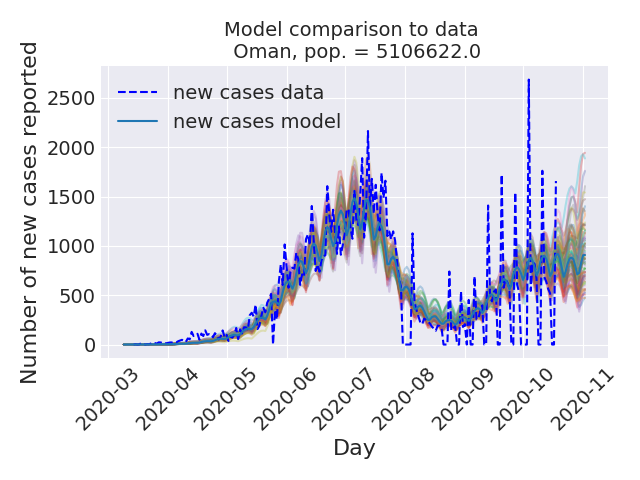 Model comparison to data
Oman, pop. = 5106622.0
Number of new cases reported
2500
2000
1500
1000
500
0
new cases data
new cases model
2020-03
2020-04
2020-05
2020-06
2020-07
2020-08
2020-09
2020-10
2020-11
Day